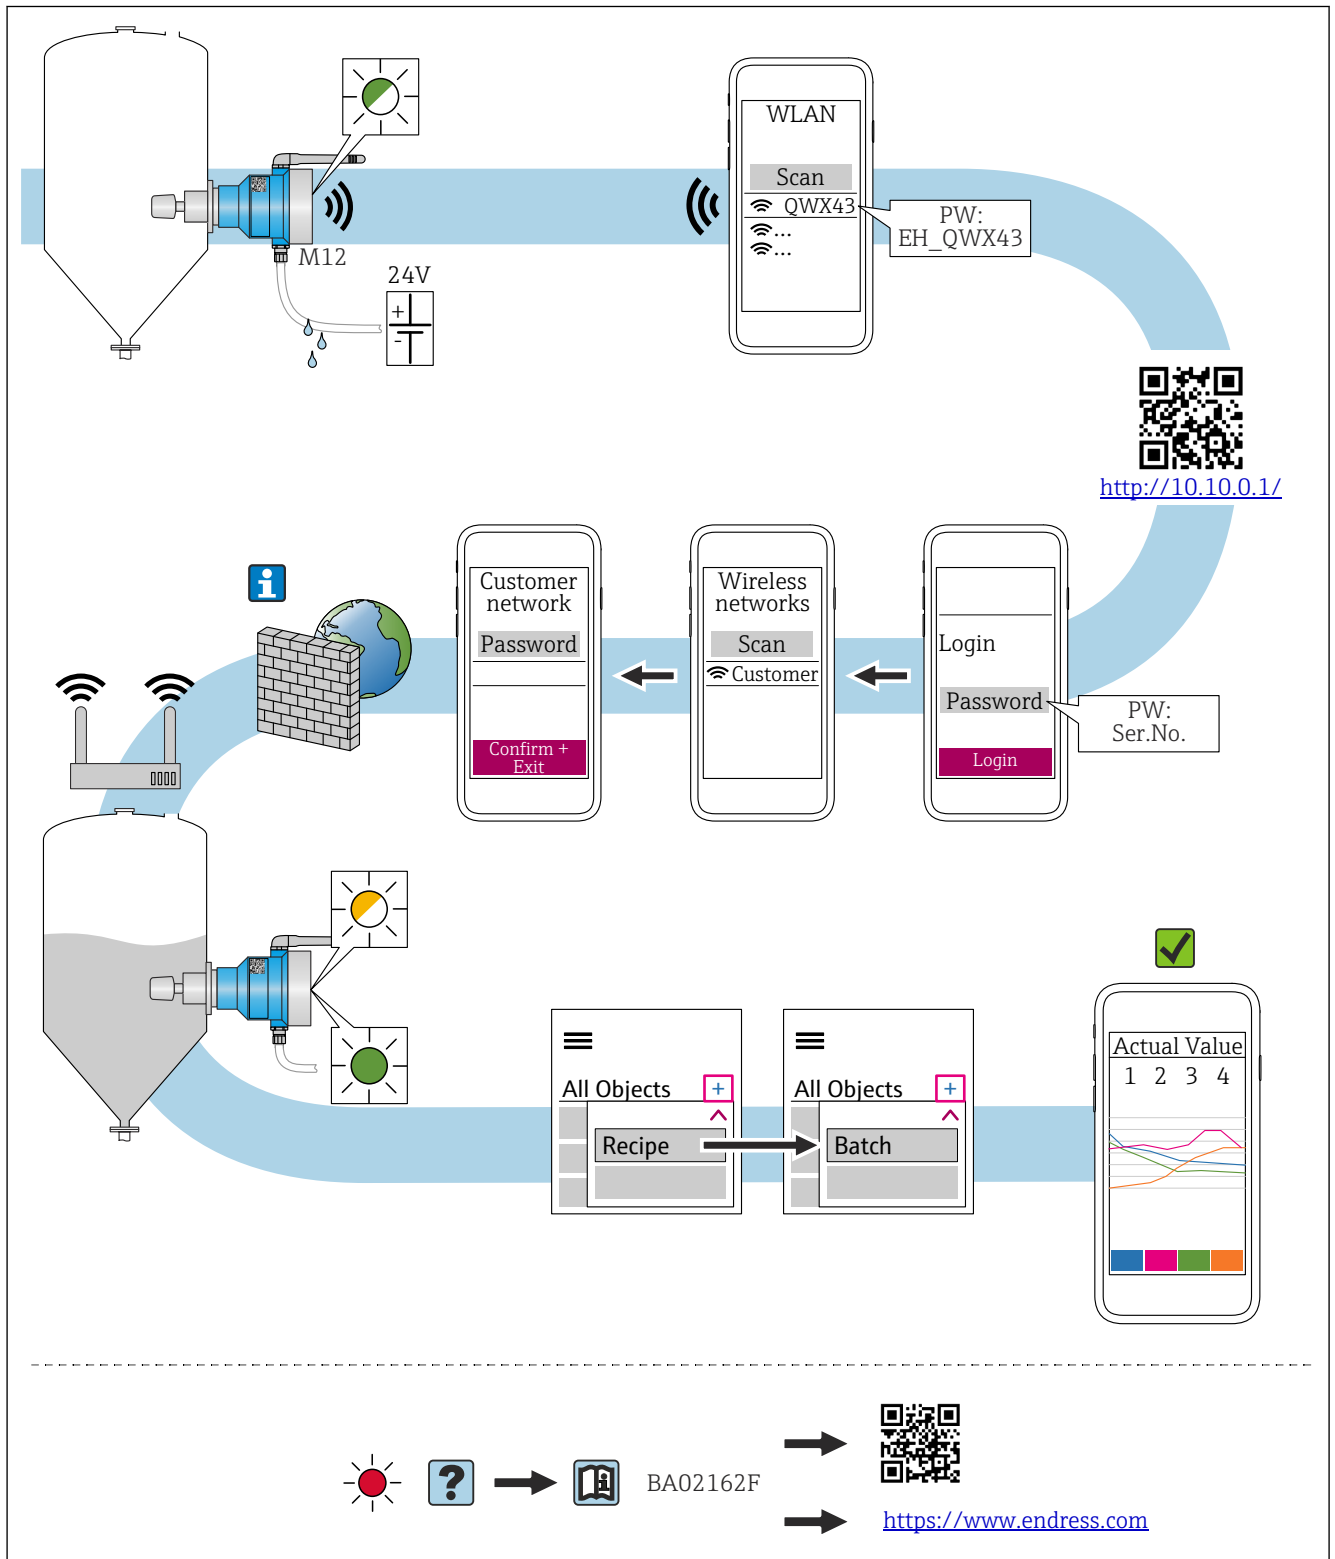 WLAN
Scan
QWX43
...
...
PW:
EH_QWX43
M12
24V
+
-
http://10.10.0.1/
Customer
network
Password
Confirm +
Exit
Wireless
networks
Scan
Customer
Login
Password
Login
PW:
Ser.No.
All Objects +
Recipe
All Objects +
Batch
Actual Value
1 2 3 4
?
i
BA02162F
https://www.endress.com